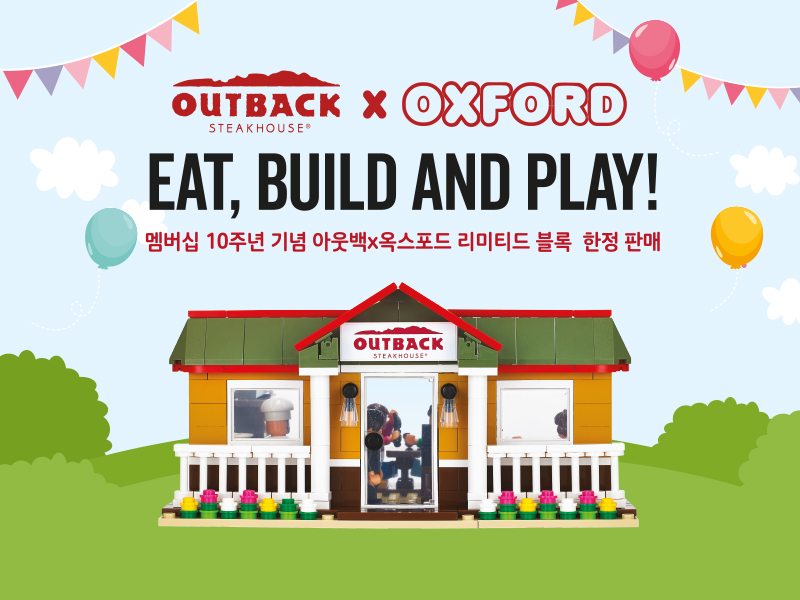 OUTBACK X OXFORD
STEAKHOUSE®
EAT, BUILD AND PLAY!
멤버십 10주년 기념 아웃백x옥스포드 리미티드 블록 한정 판매
OUTBACK
STEAKHOUSE®